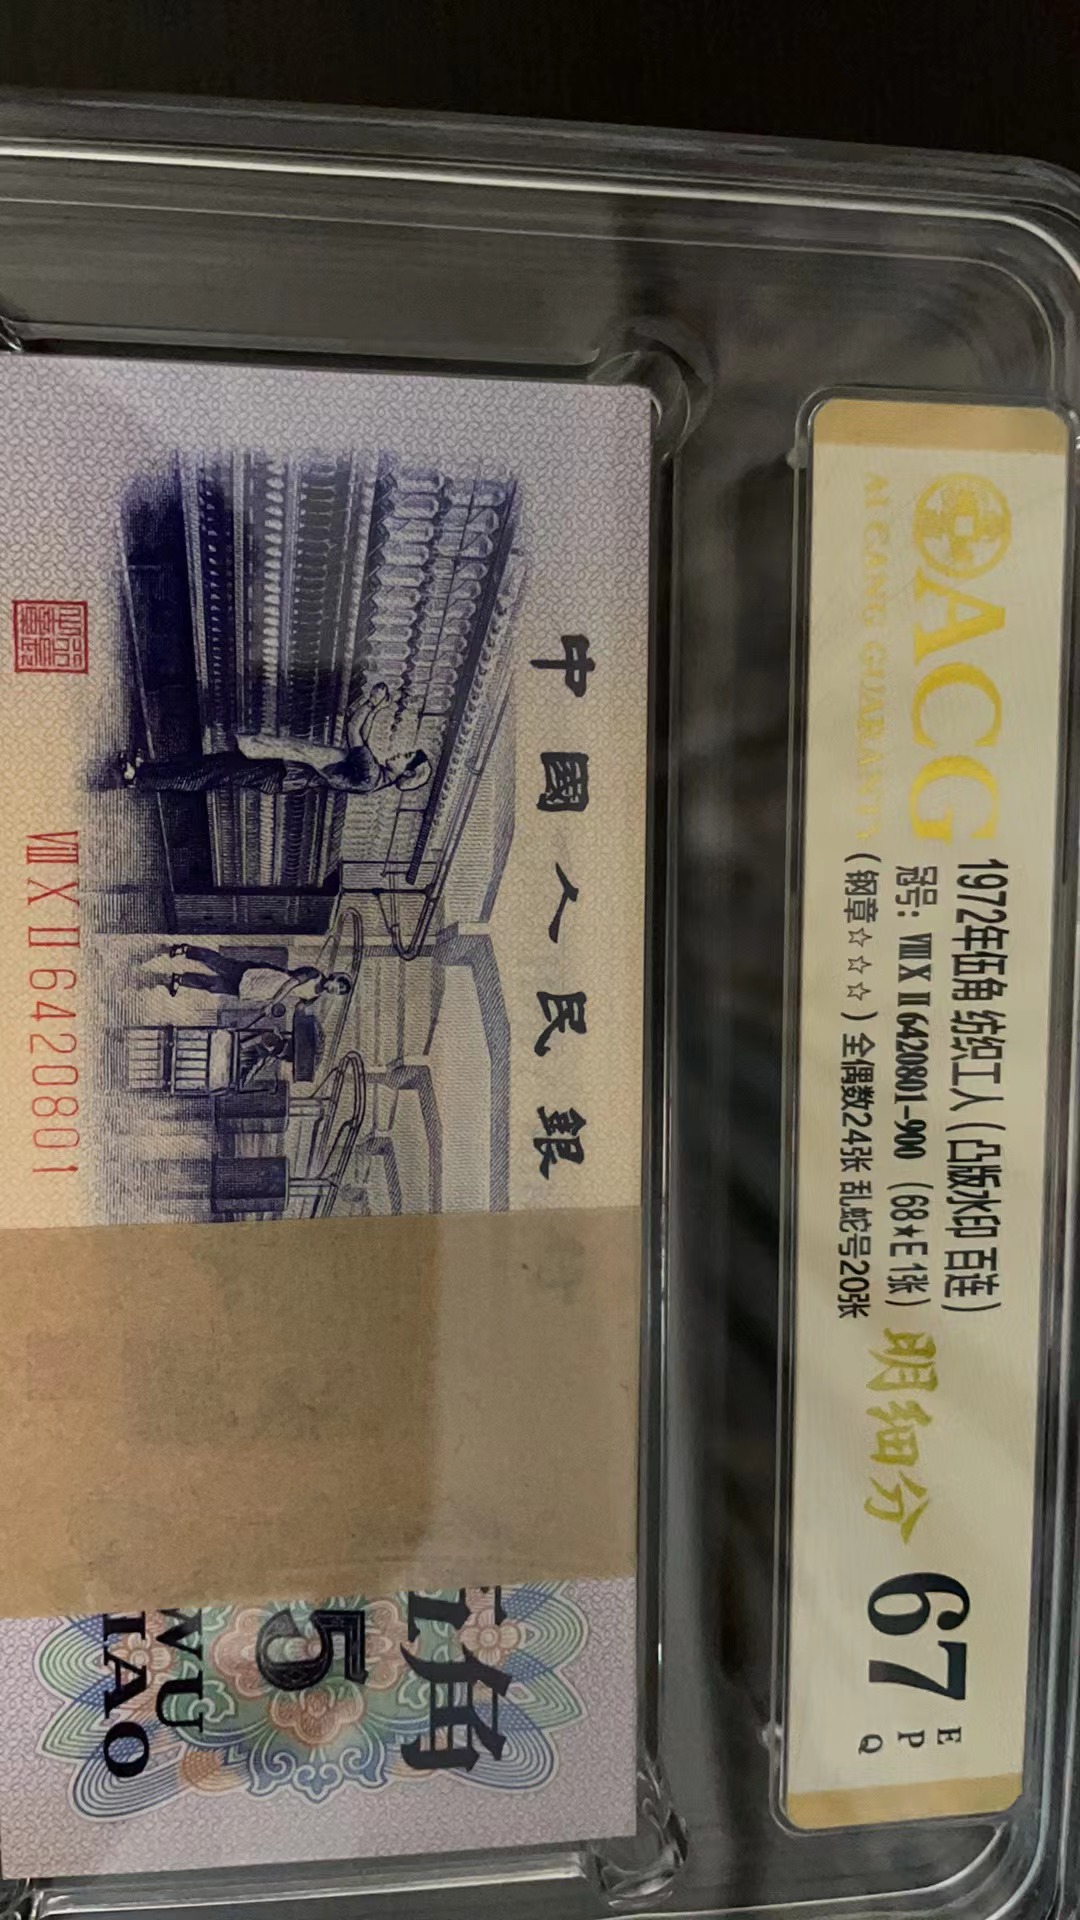 ACG
AI CANG GUARANTY
1972年伍角 纺织工人（凸版水印 百连）
冠号: Ⅷ Ⅹ Ⅱ 6420801-900（68★E 1张）
（钢章☆☆☆）全偶数24张 乱蛇号20张
明细分
67
E
P
Q
中國人民銀
Ⅷ Ⅹ Ⅱ 6420801
角
5
WU
JIAO